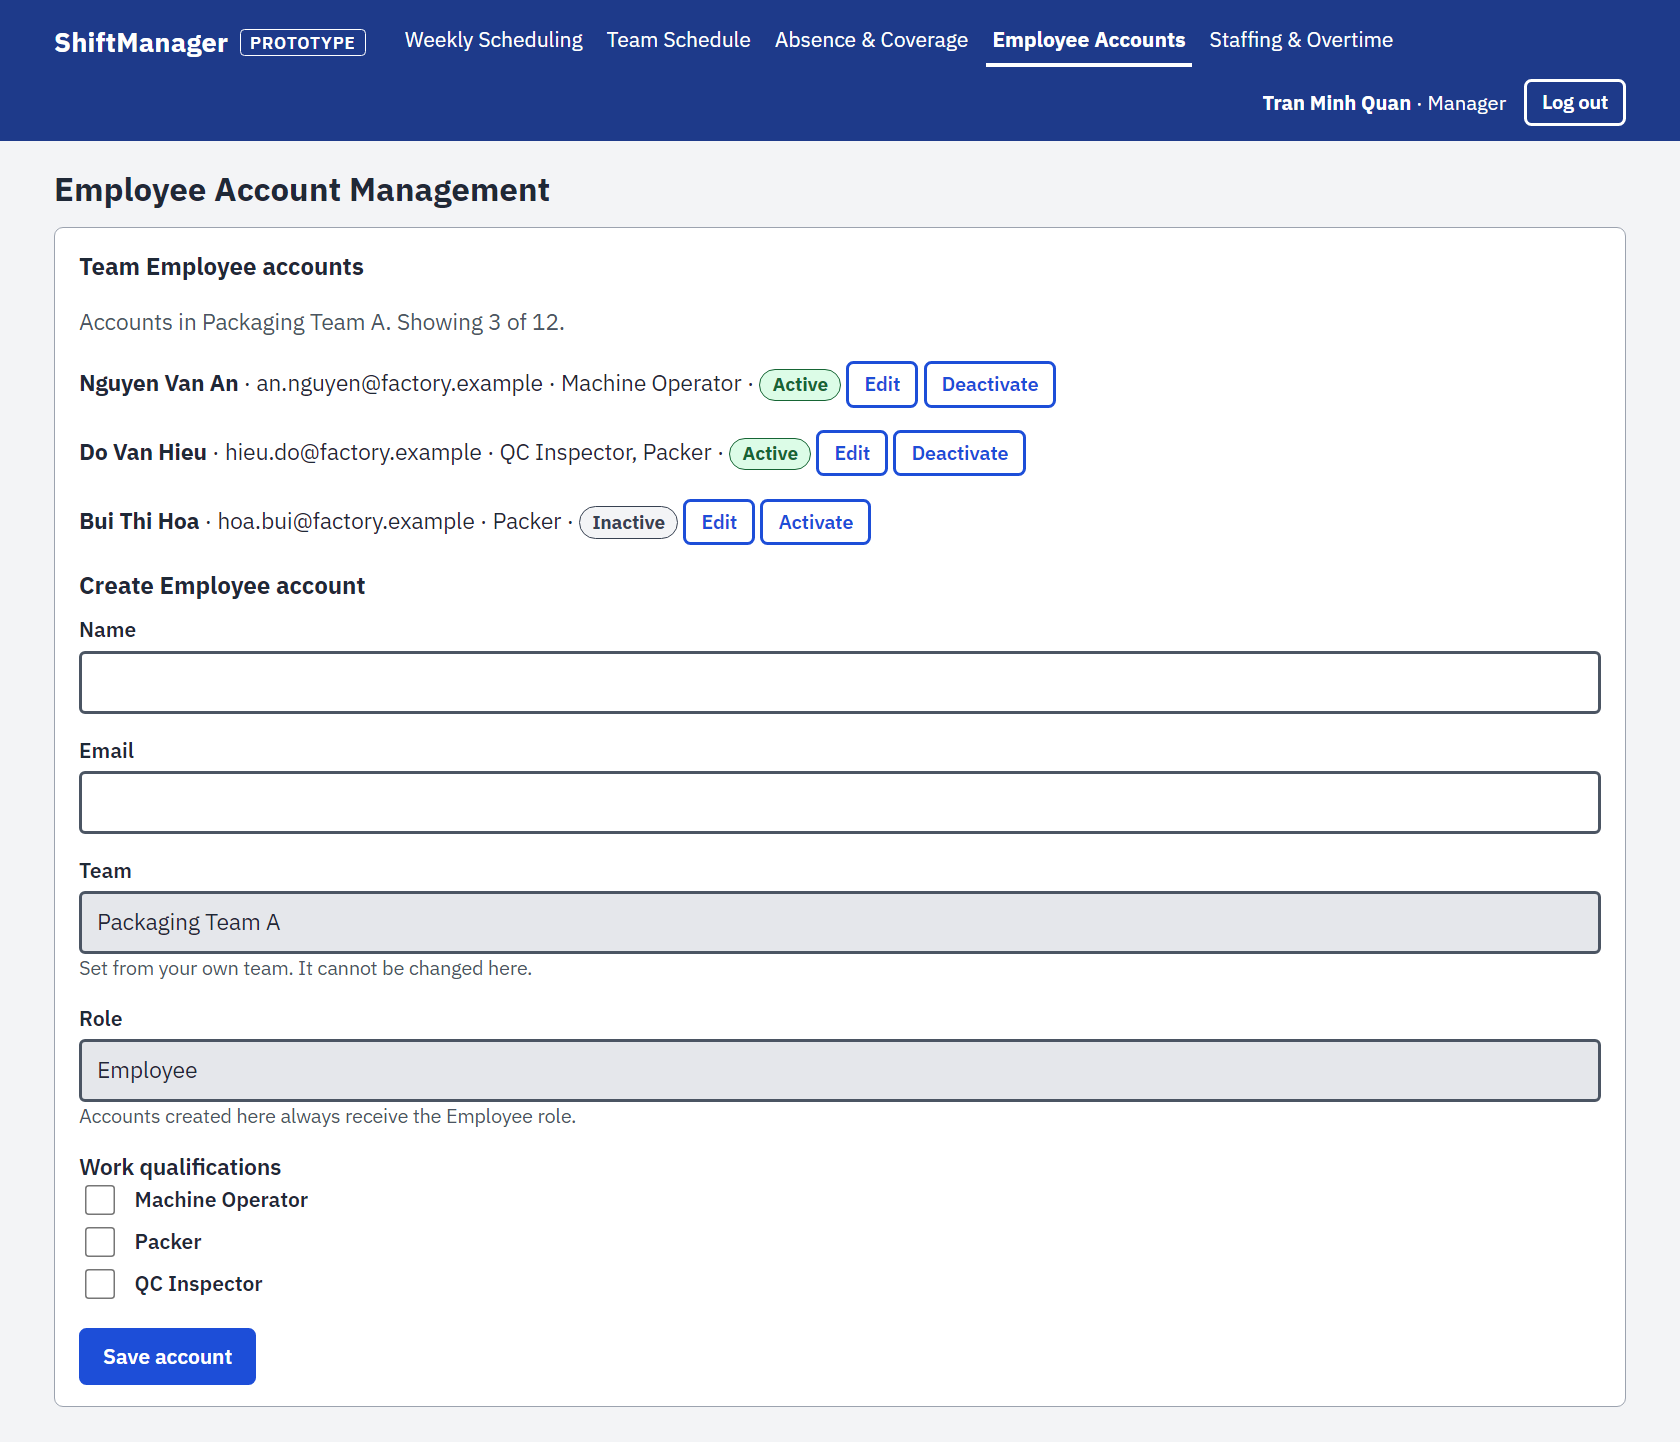 ShiftManager PROTOTYPE Weekly Scheduling Team Schedule Absence & Coverage Employee Accounts Staffing & Overtime
Tran Minh Quan · Manager Log out
Employee Account Management
Team Employee accounts
Accounts in Packaging Team A. Showing 3 of 12.
Nguyen Van An · an.nguyen@factory.example · Machine Operator · Active Edit Deactivate
Do Van Hieu · hieu.do@factory.example · QC Inspector, Packer · Active Edit Deactivate
Bui Thi Hoa · hoa.bui@factory.example · Packer · Inactive Edit Activate
Create Employee account
Name
Email
Team
Packaging Team A
Set from your own team. It cannot be changed here.
Role
Employee
Accounts created here always receive the Employee role.
Work qualifications
Machine Operator
Packer
QC Inspector
Save account